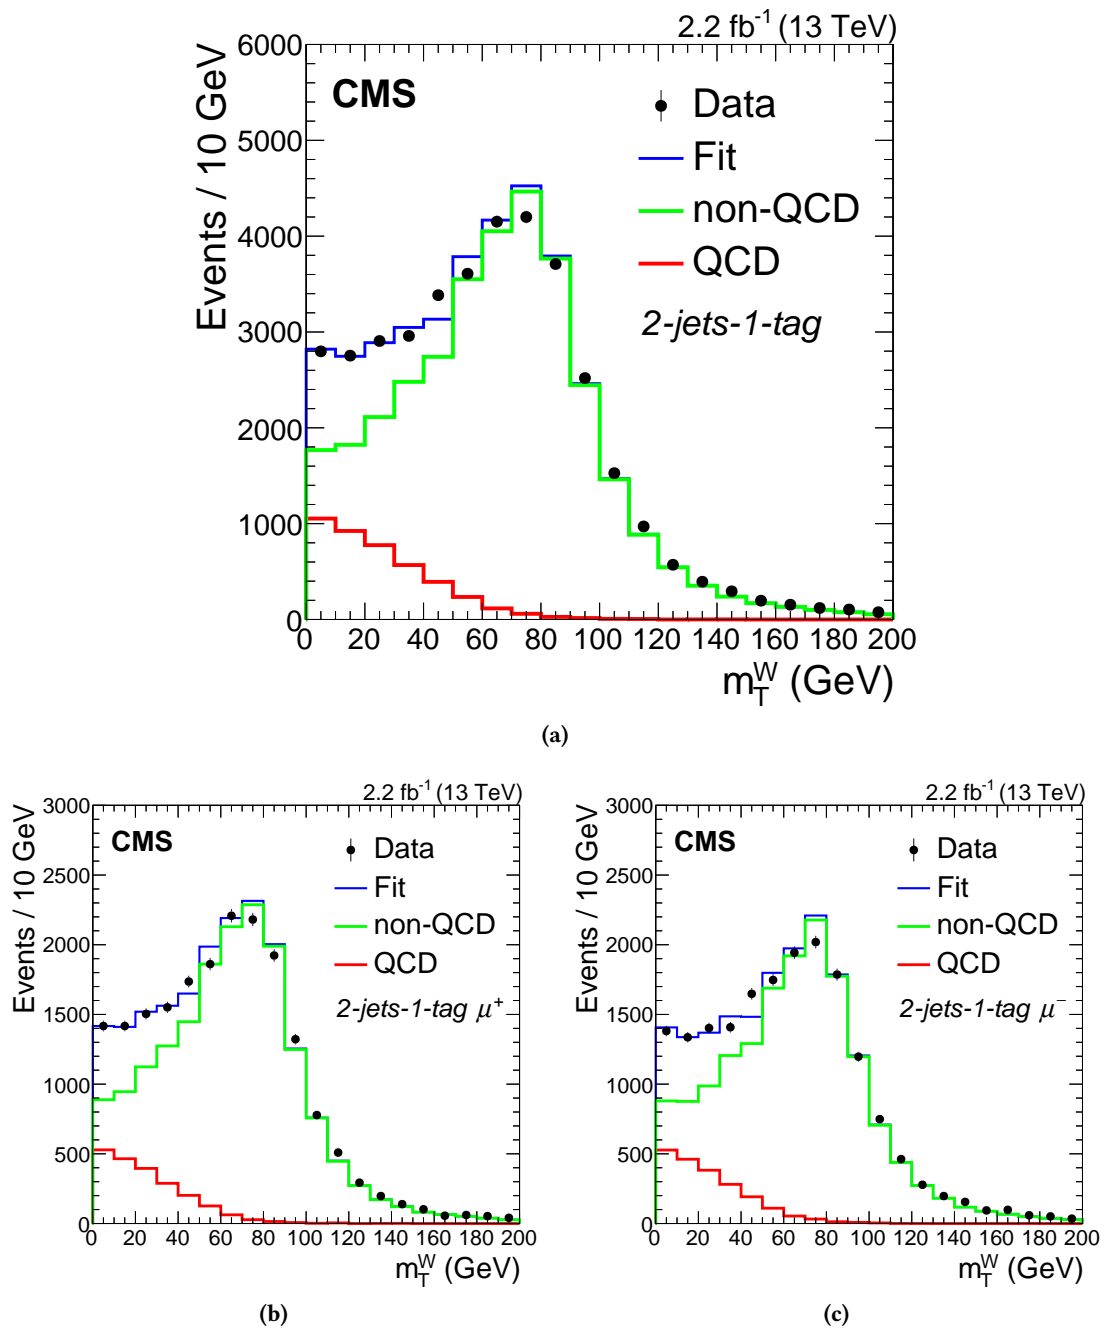 2.2 fb⁻¹ (13 TeV)
Events / 10 GeV
6000
5000
4000
3000
2000
1000
0
CMS
Data
Fit
non-QCD
QCD
2-jets-1-tag
0 20 40 60 80 100 120 140 160 180 200
m_T^W (GeV)
(a)
2.2 fb⁻¹ (13 TeV)
Events / 10 GeV
3000
2500
2000
1500
1000
500
0
CMS
Data
Fit
non-QCD
QCD
2-jets-1-tag μ⁺
0 20 40 60 80 100 120 140 160 180 200
m_T^W (GeV)
(b)
2.2 fb⁻¹ (13 TeV)
Events / 10 GeV
3000
2500
2000
1500
1000
500
0
CMS
Data
Fit
non-QCD
QCD
2-jets-1-tag μ⁻
0 20 40 60 80 100 120 140 160 180 200
m_T^W (GeV)
(c)